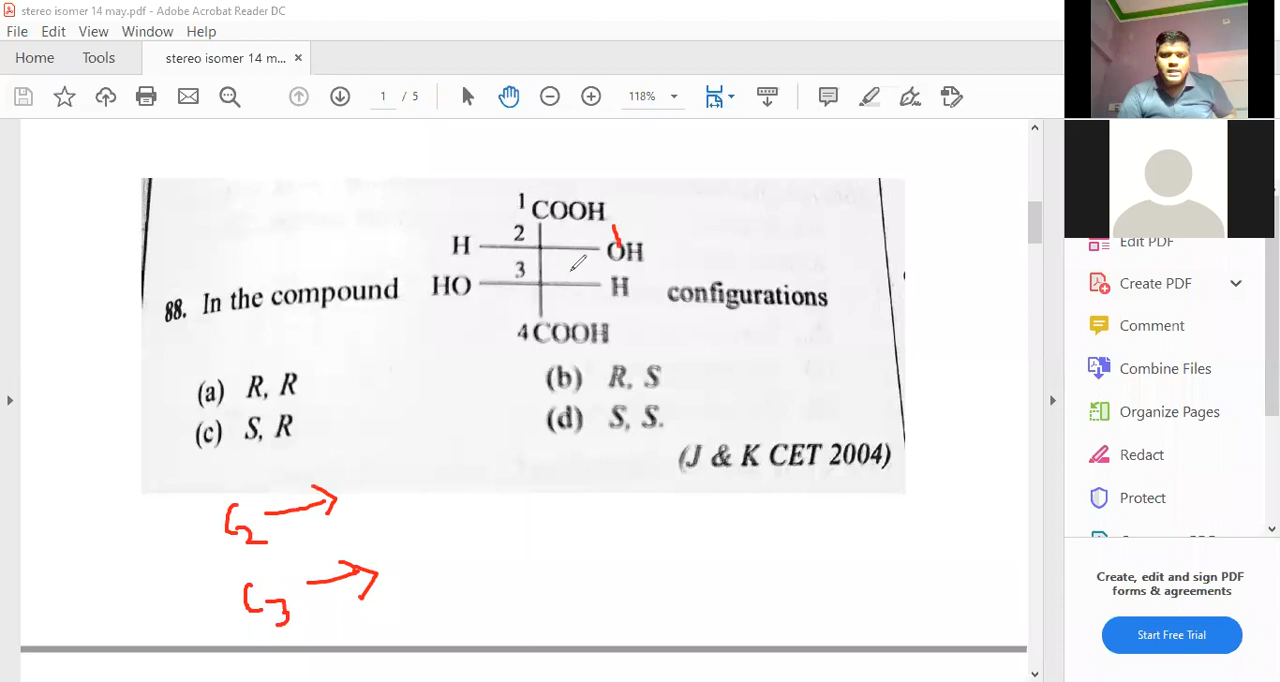 stereo isomer 14 may.pdf - Adobe Acrobat Reader DC
File Edit View Window Help
Home Tools stereo isomer 14 m... ×
1 / 5 118%
1 COOH
H 2 OH
HO 3 H
88. In the compound configurations
4 COOH
(a) R, R (b) R, S
(c) S, R (d) S, S.
(J & K CET 2004)
C2 →
C3 →
Edit PDF
Create PDF
Comment
Combine Files
Organize Pages
Redact
Protect
Create, edit and sign PDF
forms & agreements
Start Free Trial